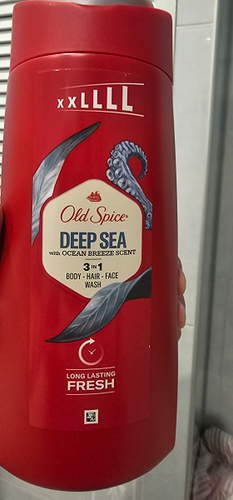 xxLLLL
Old Spice
DEEP SEA
with OCEAN BREEZE SCENT
3 IN 1
BODY - HAIR - FACE
WASH
LONG LASTING
FRESH